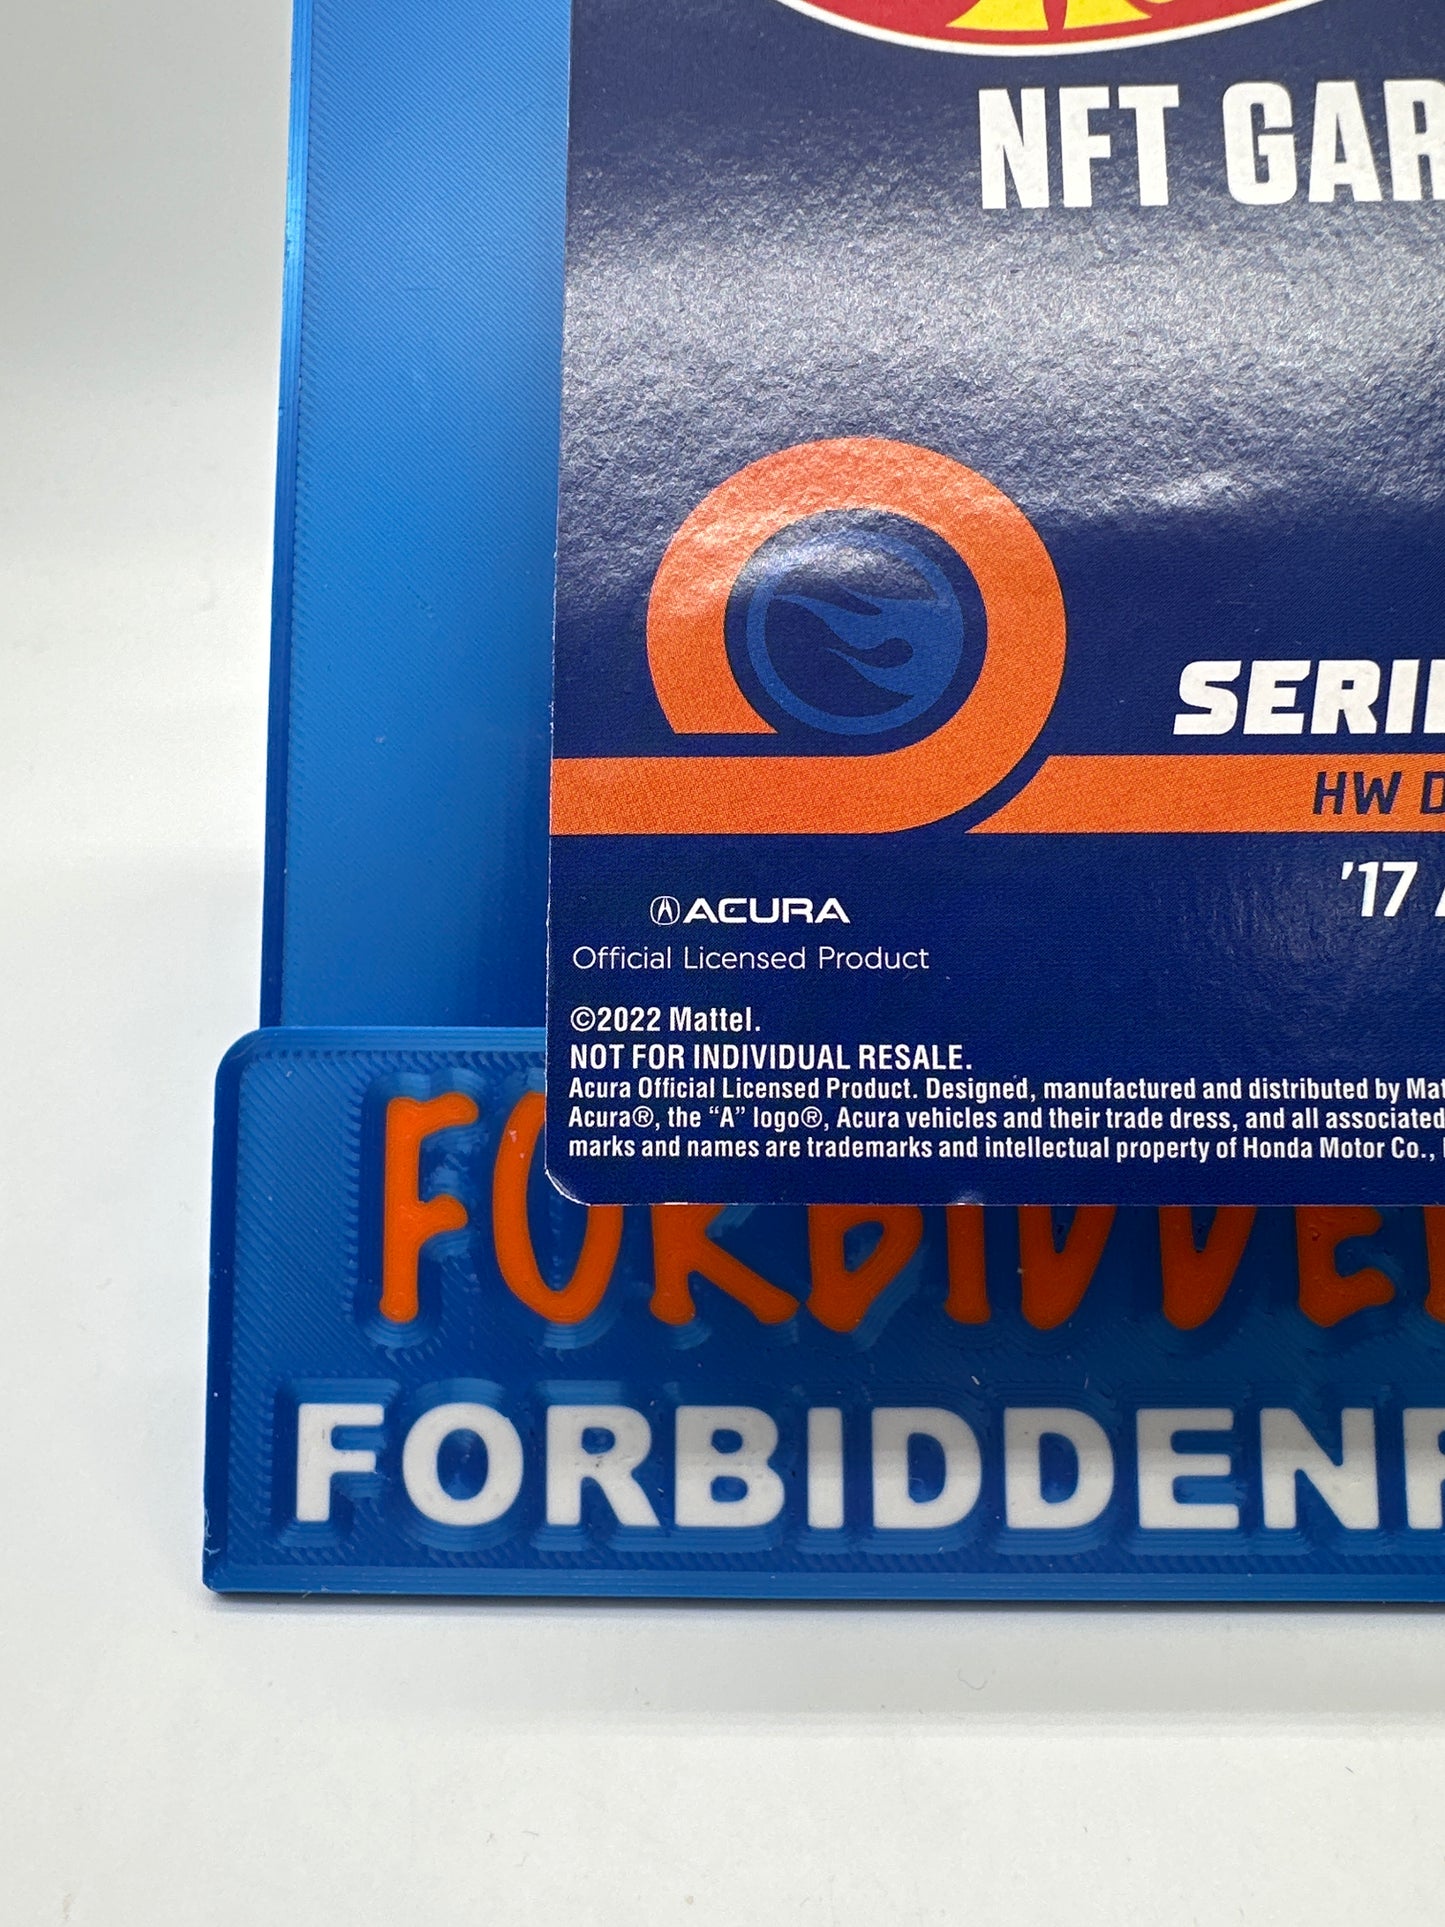 NFT GAR
SERI
HW D
'17
ACURA
Official Licensed Product
©2022 Mattel.
NOT FOR INDIVIDUAL RESALE.
Acura Official Licensed Product. Designed, manufactured and distributed by Mat
Acura®, the “A” logo®, Acura vehicles and their trade dress, and all associated
marks and names are trademarks and intellectual property of Honda Motor Co.,
FORBIDDE
FORBIDDEN